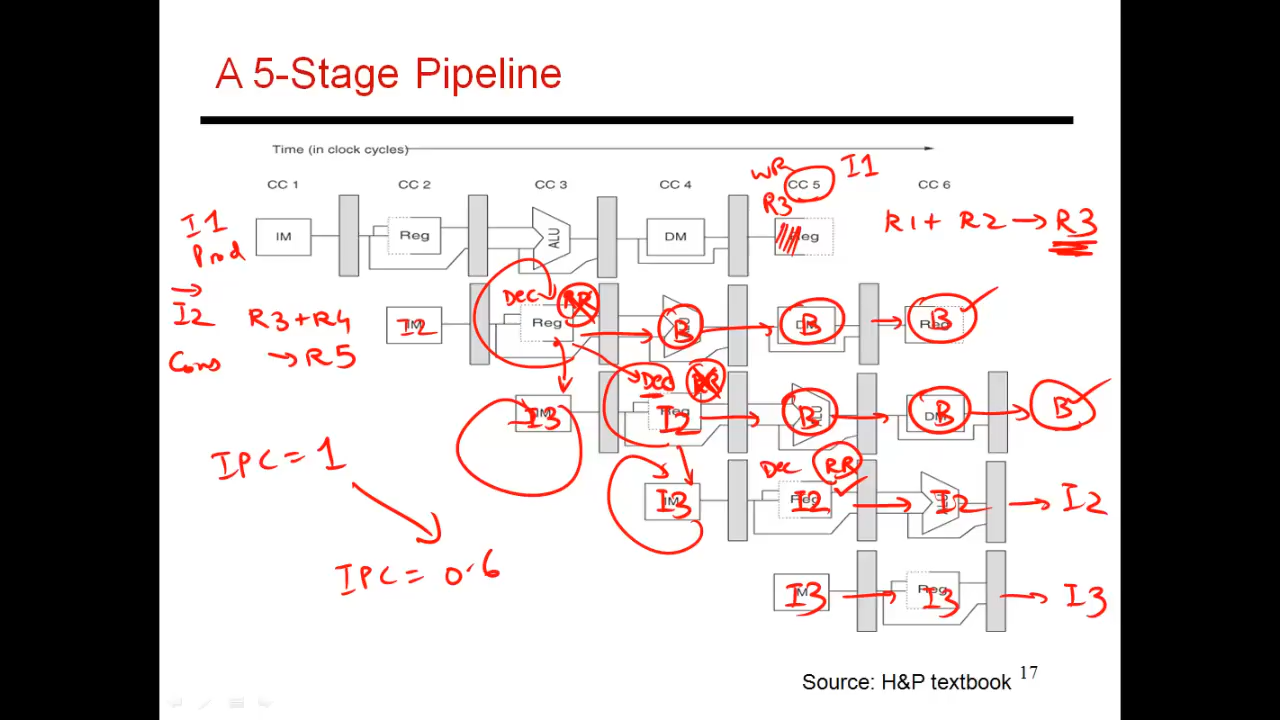 A 5-Stage Pipeline
Time (in clock cycles)
CC 1 CC 2 CC 3 CC 4 WR CC 5 I1 CC 6
R3
I1 IM Reg ALU DM Reg R1 + R2 → R3
Prod
I2 R3+R4 I2 Dec RR Reg B B B
Cons → R5
I3 Dec RR I2 B B B
IPC = 1
I3 Dec RR I2 I2 → I2
IPC = 0.6
I3 I3 → I3
Source: H&P textbook 17